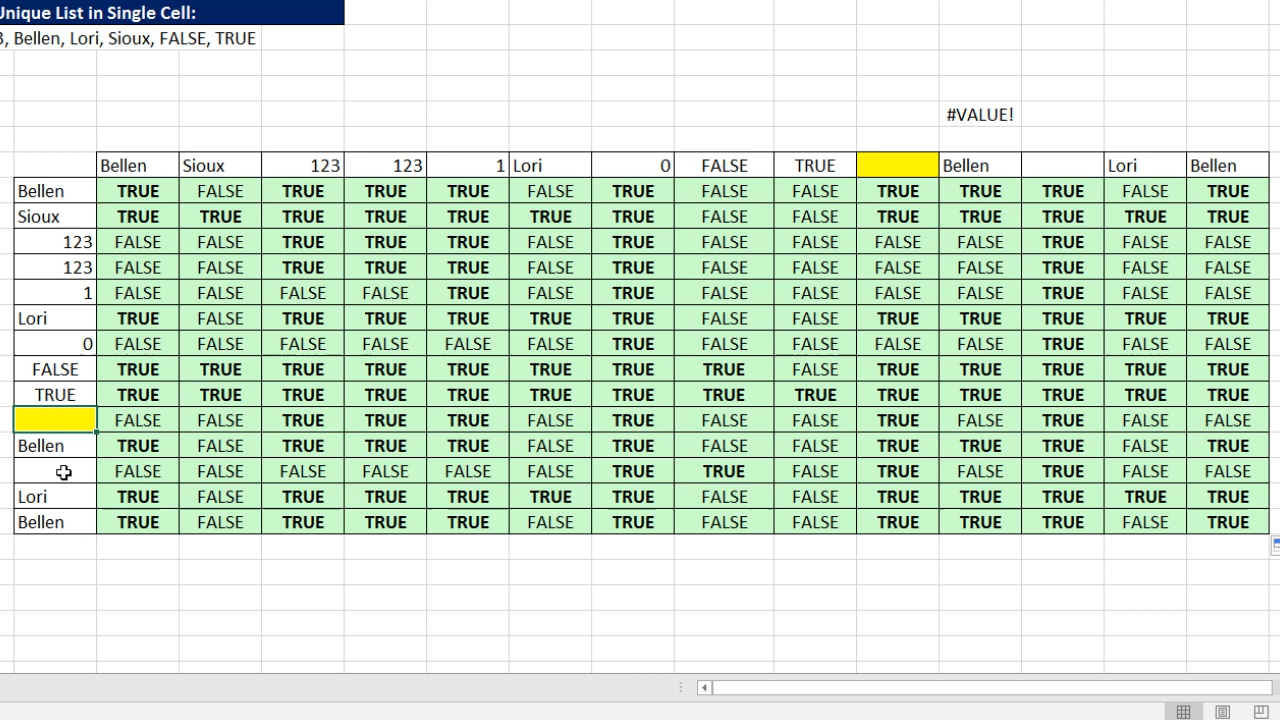 Unique List in Single Cell:
3, Bellen, Lori, Sioux, FALSE, TRUE
#VALUE!
Bellen Sioux 123 123 1 Lori 0 FALSE TRUE Bellen Lori Bellen
Bellen TRUE FALSE TRUE TRUE TRUE FALSE TRUE FALSE FALSE TRUE TRUE TRUE FALSE TRUE
Sioux TRUE TRUE TRUE TRUE TRUE TRUE TRUE FALSE FALSE TRUE TRUE TRUE TRUE TRUE
123 FALSE FALSE TRUE TRUE TRUE FALSE TRUE FALSE FALSE FALSE FALSE TRUE FALSE FALSE
123 FALSE FALSE TRUE TRUE TRUE FALSE TRUE FALSE FALSE FALSE FALSE TRUE FALSE FALSE
1 FALSE FALSE FALSE FALSE TRUE FALSE TRUE FALSE FALSE FALSE FALSE TRUE FALSE FALSE
Lori TRUE FALSE TRUE TRUE TRUE TRUE TRUE FALSE FALSE TRUE TRUE TRUE TRUE TRUE
0 FALSE FALSE FALSE FALSE FALSE FALSE TRUE FALSE FALSE FALSE FALSE TRUE FALSE FALSE
FALSE TRUE TRUE TRUE TRUE TRUE TRUE TRUE TRUE FALSE TRUE TRUE TRUE TRUE TRUE
TRUE TRUE TRUE TRUE TRUE TRUE TRUE TRUE TRUE TRUE TRUE TRUE TRUE TRUE TRUE
FALSE FALSE TRUE TRUE TRUE FALSE TRUE FALSE FALSE TRUE FALSE TRUE FALSE FALSE
Bellen TRUE FALSE TRUE TRUE TRUE FALSE TRUE FALSE FALSE TRUE TRUE TRUE FALSE TRUE
FALSE FALSE FALSE FALSE FALSE FALSE TRUE TRUE FALSE TRUE FALSE TRUE FALSE FALSE
Lori TRUE FALSE TRUE TRUE TRUE TRUE TRUE FALSE FALSE TRUE TRUE TRUE TRUE TRUE
Bellen TRUE FALSE TRUE TRUE TRUE FALSE TRUE FALSE FALSE TRUE TRUE TRUE FALSE TRUE